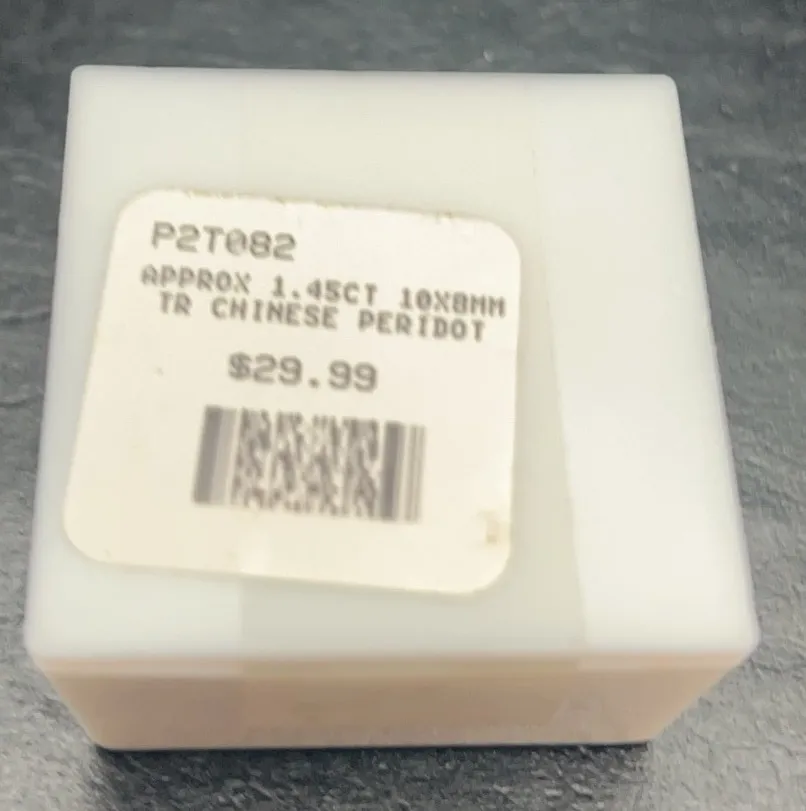 P2T082
APPROX 1.45CT 10X8MM
TR CHINESE PERIDOT
$29.99